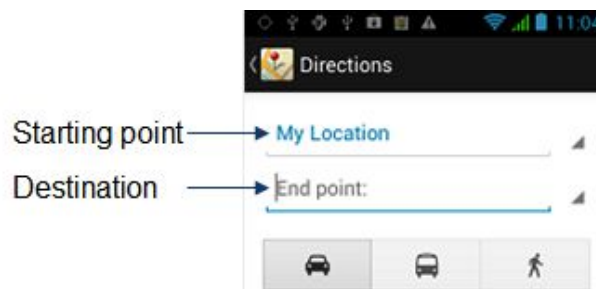 11:04
Directions
Starting point My Location
Destination End point: